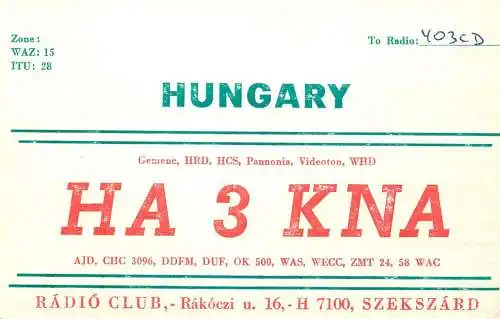 Zone:
WAZ: 15
ITU: 28
To Radio: YO3CD
HUNGARY
Gemenc, HRD, HCS, Pannonia, Videoton, WHD
HA 3 KNA
AJD, CHC 3096, DDFM, DUF, OK 500, WAS, WECC, ZMT 24, 58 WAC
RÁDIÓ CLUB,- Rákóczi u. 16,- H 7100, SZEKSZÁRD